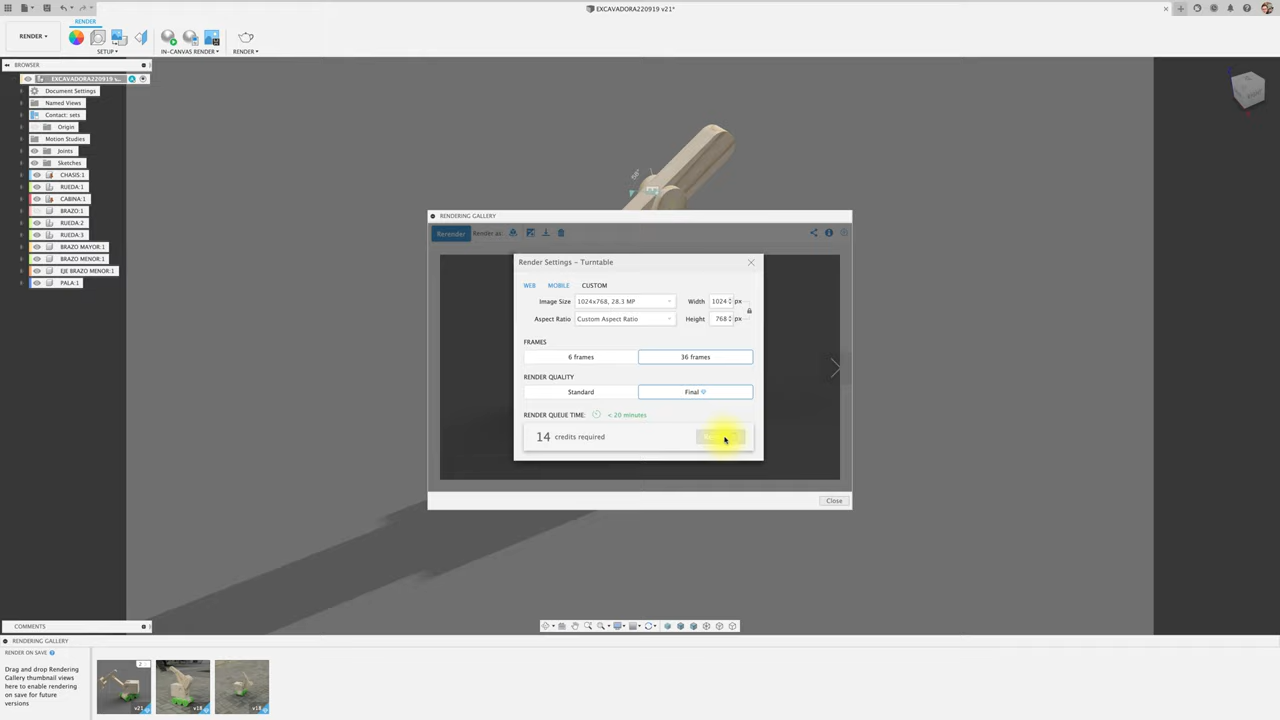 EXCAVADORA220919 v21*
RENDER
RENDER
SETUP
IN-CANVAS RENDER
RENDER
BROWSER
EXCAVADORA220919 v...
Document Settings
Named Views
Contact: sets
Origin
Motion Studies
Joints
Sketches
CHASIS:1
RUEDA:1
CABINA:1
BRAZO:1
RUEDA:2
RUEDA:3
BRAZO MAYOR:1
BRAZO MENOR:1
EJE BRAZO MENOR:1
PALA:1
RENDERING GALLERY
Rerender
Render as:
Render Settings - Turntable
WEB MOBILE CUSTOM
Image Size 1024x768, 28.3 MP Width 1024 px
Aspect Ratio Custom Aspect Ratio Height 768 px
FRAMES
6 frames 36 frames
RENDER QUALITY
Standard Final
RENDER QUEUE TIME: < 20 minutes
14 credits required
Close
COMMENTS
RENDERING GALLERY
RENDER ON SAVE
Drag and drop Rendering
Gallery thumbnail views
here to enable rendering
on save for future
versions
2
v21 v18 v18